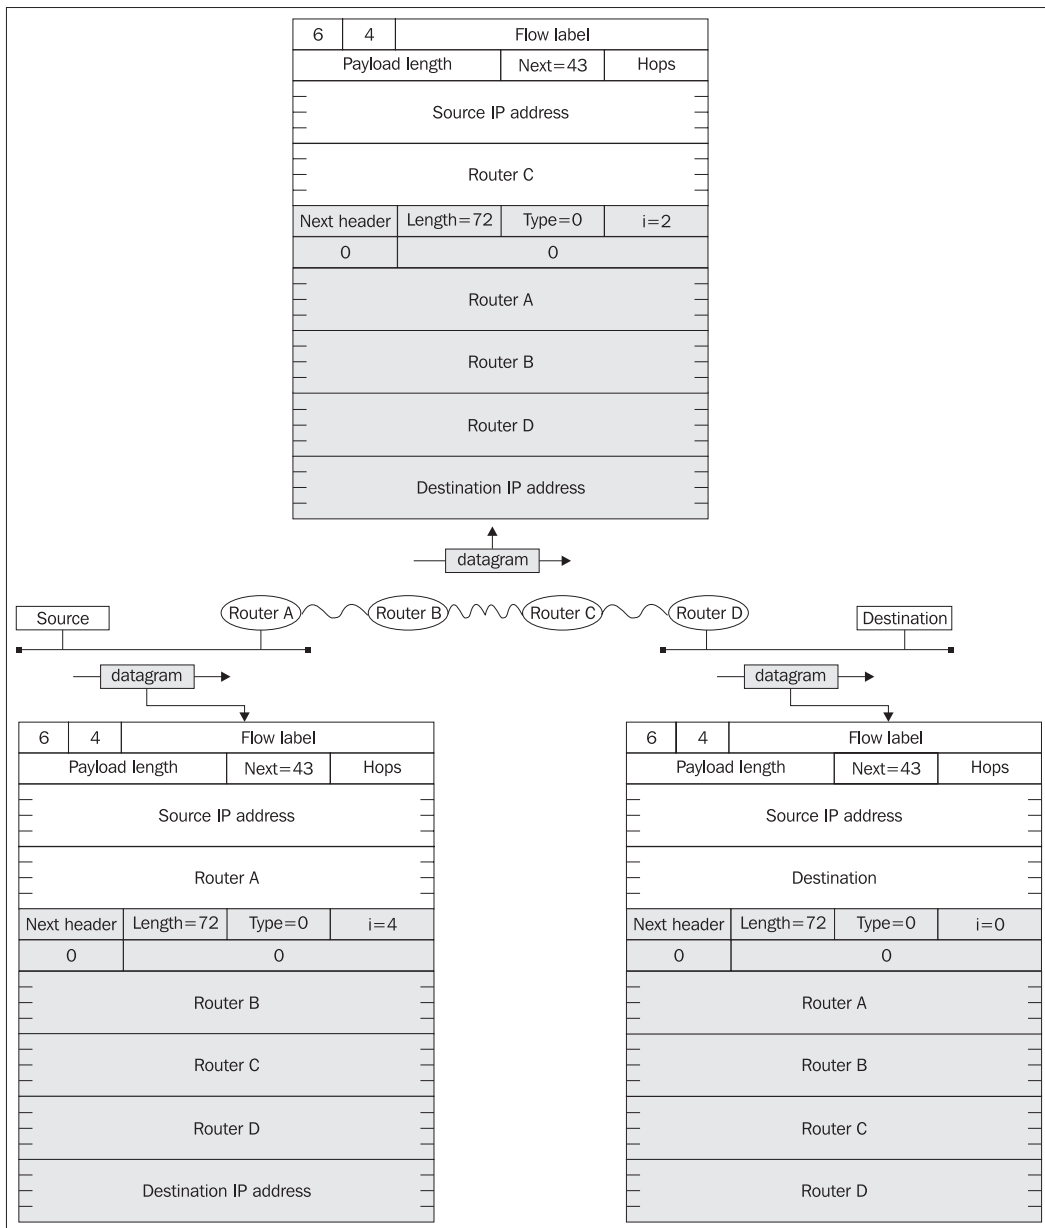 6 4 Flow label
Payload length Next=43 Hops
Source IP address
Router C
Next header Length=72 Type=0 i=2
0 0
Router A
Router B
Router D
Destination IP address
datagram
Source Router A Router B Router C Router D Destination
datagram datagram
6 4 Flow label
Payload length Next=43 Hops
Source IP address
Router A
Next header Length=72 Type=0 i=4
0 0
Router B
Router C
Router D
Destination IP address
6 4 Flow label
Payload length Next=43 Hops
Source IP address
Destination
Next header Length=72 Type=0 i=0
0 0
Router A
Router B
Router C
Router D